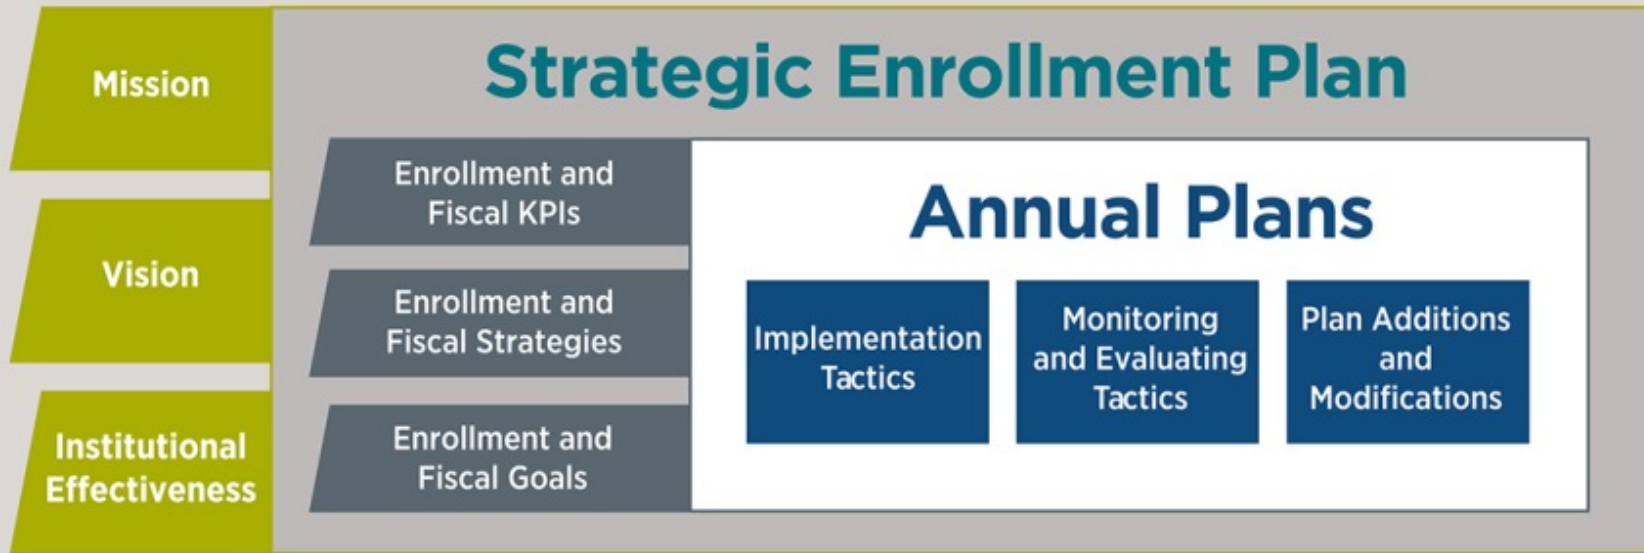 Strategic Enrollment Plan
Mission
Vision
Institutional
Effectiveness
Enrollment and
Fiscal KPIs
Enrollment and
Fiscal Strategies
Enrollment and
Fiscal Goals
Annual Plans
Implementation
Tactics
Monitoring
and Evaluating
Tactics
Plan Additions
and
Modifications